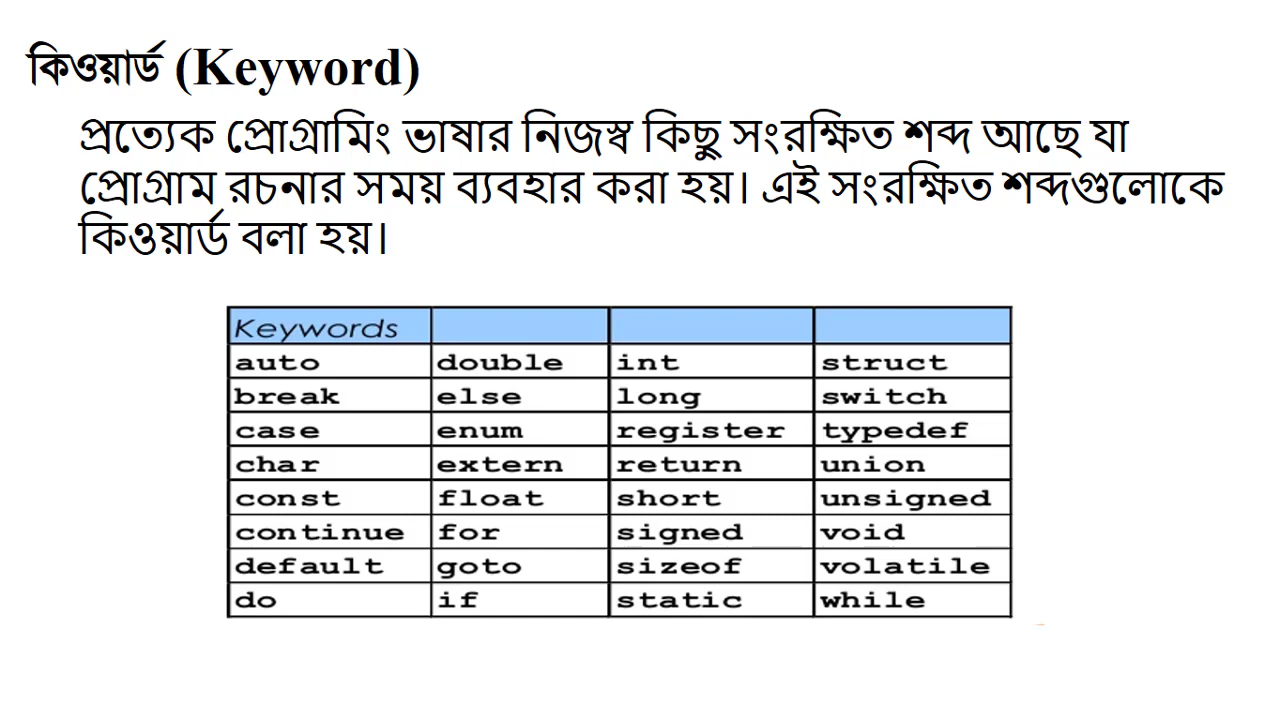 কিওয়ার্ড (Keyword)
প্রত্যেক প্রোগ্রামিং ভাষার নিজস্ব কিছু সংরক্ষিত শব্দ আছে যা
প্রোগ্রাম রচনার সময় ব্যবহার করা হয়। এই সংরক্ষিত শব্দগুলোকে
কিওয়ার্ড বলা হয়।
Keywords
auto double int struct
break else long switch
case enum register typedef
char extern return union
const float short unsigned
continue for signed void
default goto sizeof volatile
do if static while